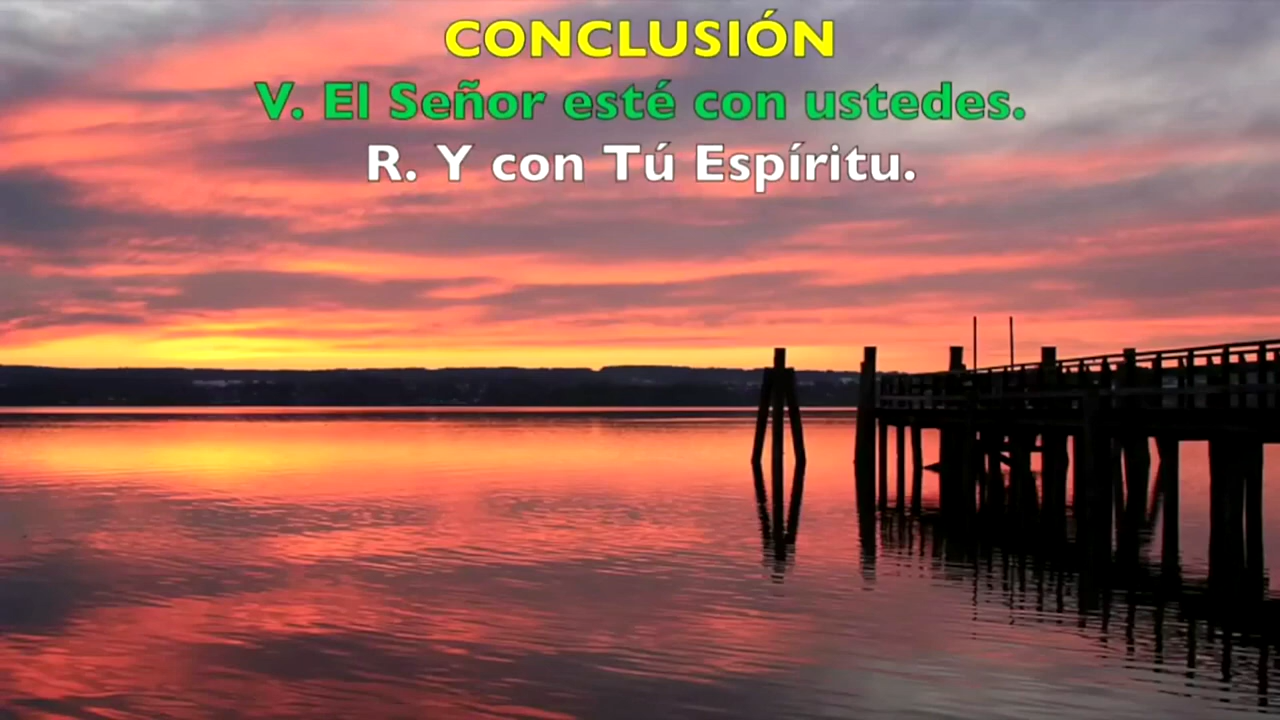 CONCLUSIÓN
V. El Señor esté con ustedes.
R. Y con Tú Espíritu.